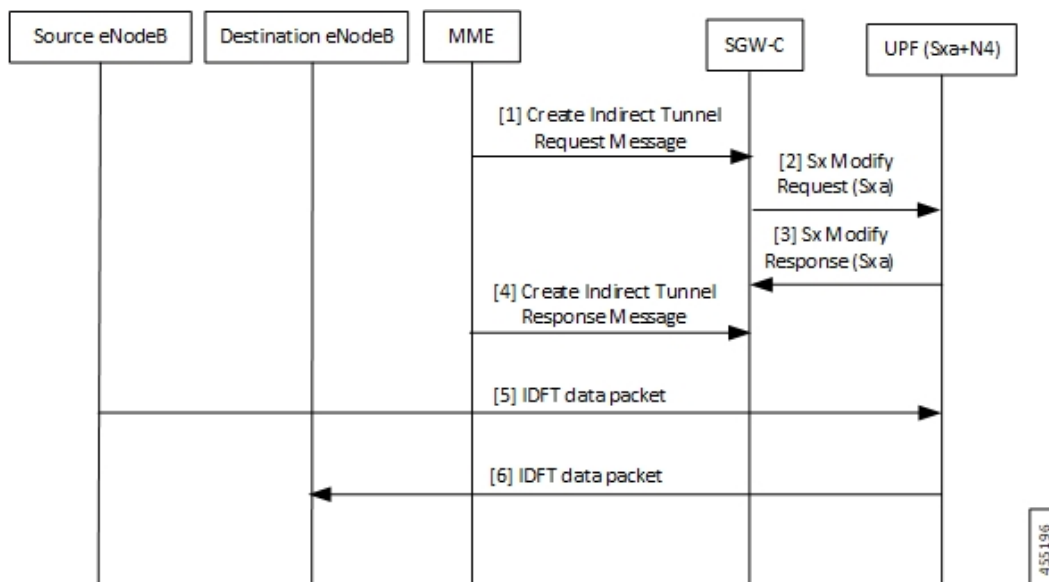 Source eNodeB
Destination eNodeB
MME
SGW-C
UPF (Sxa+N4)
[1] Create Indirect Tunnel
Request Message
[2] Sx Modify
Request (Sxa)
[3] Sx Modify
Response (Sxa)
[4] Create Indirect Tunnel
Response Message
[5] IDFT data packet
[6] IDFT data packet
455196